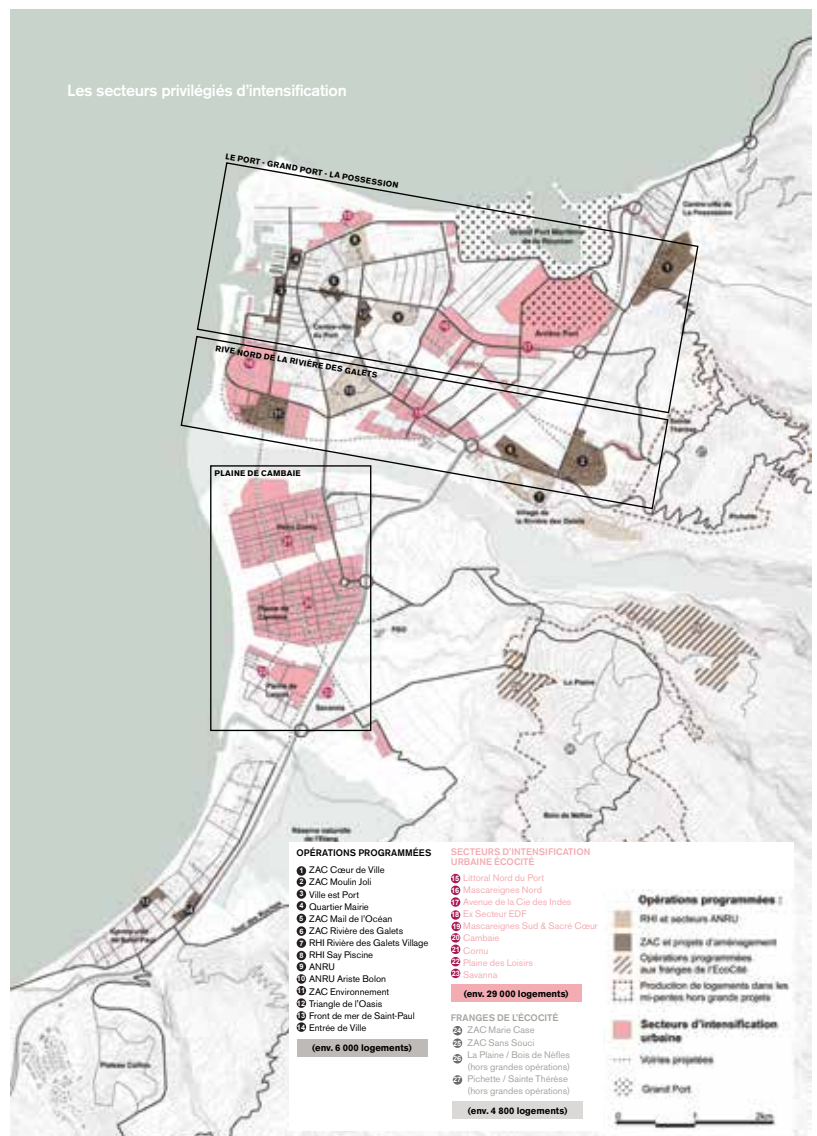 Les secteurs privilégiés d'intensification
LE PORT - GRAND PORT - LA POSSESSION
Centre-ville de
La Possession
Grand Port Maritime
de la Réunion
Centre-ville
du Port
Arrière Port
RIVE NORD DE LA RIVIÈRE DES GALETS
Sainte
Thérèse
PLAINE DE CAMBAIE
Pichette
Village de
la Rivière des Galets
Plaine de
Cambaie
La Plaine
Plaine de
Savanna
Bois de Nèfles
Réserve naturelle
de l'Etang
Centre-ville
de Saint-Paul
Plateau Caillou
OPÉRATIONS PROGRAMMÉES
1 ZAC Cœur de Ville
2 ZAC Moulin Joli
3 Ville est Port
4 Quartier Mairie
5 ZAC Mail de l'Océan
6 ZAC Rivière des Galets
7 RHI Rivière des Galets Village
8 RHI Say Piscine
9 ANRU
10 ANRU Ariste Bolon
11 ZAC Environnement
12 Triangle de l'Oasis
13 Front de mer de Saint-Paul
14 Entrée de Ville
(env. 6 000 logements)
SECTEURS D'INTENSIFICATION
URBAINE ÉCOCITÉ
15 Littoral Nord du Port
16 Mascareignes Nord
17 Avenue de la Cie des Indes
18 Ex Secteur EDF
19 Mascareignes Sud & Sacré Cœur
20 Cambaie
21 Cornu
22 Plaine des Loisirs
23 Savanna
(env. 29 000 logements)
FRANGES DE L'ÉCOCITÉ
24 ZAC Marie Case
25 ZAC Sans Souci
26 La Plaine / Bois de Nèfles
(hors grandes opérations)
27 Pichette / Sainte Thérèse
(hors grandes opérations)
(env. 4 800 logements)
Opérations programmées :
RHI et secteurs ANRU
ZAC et projets d'aménagement
Opérations programmées
aux franges de l'EcoCité
Production de logements dans les
mi-pentes hors grands projets
Secteurs d'intensification
urbaine
Voiries projetées
Grand Port
0 1 2km